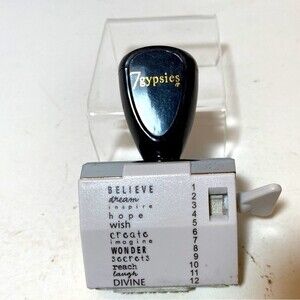 7gypsies
BELIEVE 1
dream 2
inspire 3
hope 4
wish 5
create 6
imagine 7
WONDER 8
secrets 9
reach 10
laugh 11
DIVINE 12